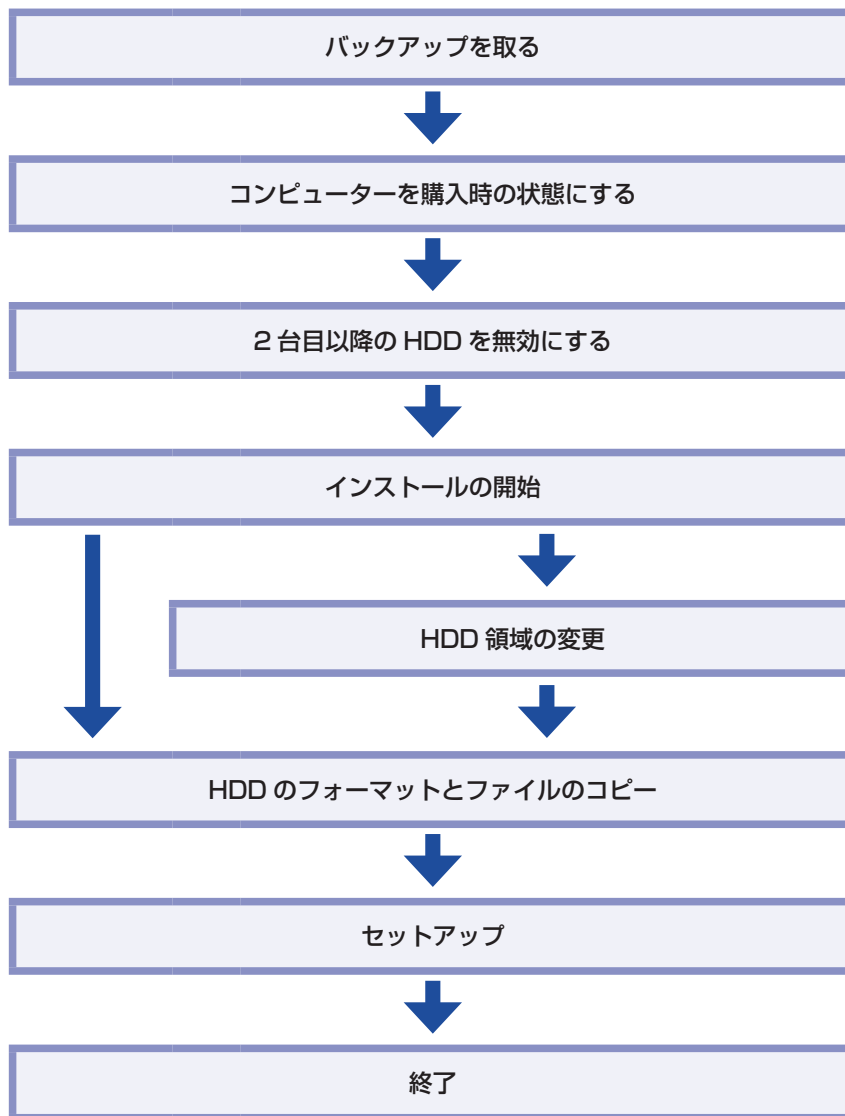 バックアップを取る
コンピューターを購入時の状態にする
2 台目以降の HDD を無効にする
インストールの開始
HDD 領域の変更
HDD のフォーマットとファイルのコピー
セットアップ
終了